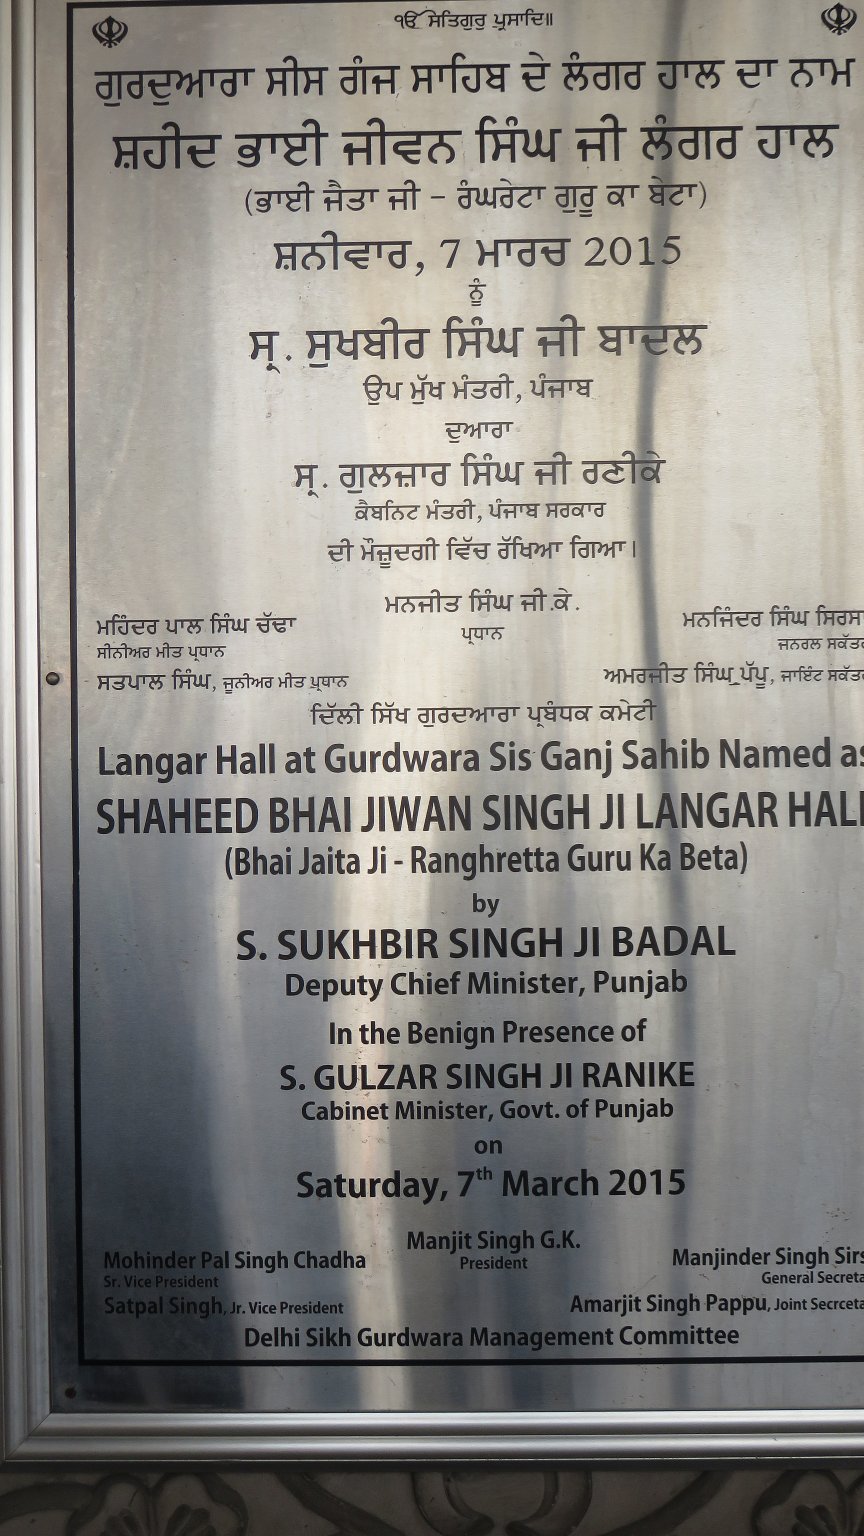 ੴ ਸਤਿਗੁਰੁ ਪ੍ਰਸਾਦਿ॥
ਗੁਰਦੁਆਰਾ ਸੀਸ ਗੰਜ ਸਾਹਿਬ ਦੇ ਲੰਗਰ ਹਾਲ ਦਾ ਨਾਮ
ਸ਼ਹੀਦ ਭਾਈ ਜੀਵਨ ਸਿੰਘ ਜੀ ਲੰਗਰ ਹਾਲ
(ਭਾਈ ਜੈਤਾ ਜੀ - ਰੰਘਰੇਟਾ ਗੁਰੂ ਕਾ ਬੇਟਾ)
ਸ਼ਨੀਵਾਰ, 7 ਮਾਰਚ 2015
ਨੂੰ
ਸ੍ਰ. ਸੁਖਬੀਰ ਸਿੰਘ ਜੀ ਬਾਦਲ
ਉਪ ਮੁੱਖ ਮੰਤਰੀ, ਪੰਜਾਬ
ਦੁਆਰਾ
ਸ੍ਰ. ਗੁਲਜ਼ਾਰ ਸਿੰਘ ਜੀ ਰਣੀਕੇ
ਕੈਬਨਿਟ ਮੰਤਰੀ, ਪੰਜਾਬ ਸਰਕਾਰ
ਦੀ ਮੌਜ਼ੂਦਗੀ ਵਿੱਚ ਰੱਖਿਆ ਗਿਆ।
ਮਨਜੀਤ ਸਿੰਘ ਜੀ.ਕੇ.
ਪ੍ਰਧਾਨ
ਮਹਿੰਦਰ ਪਾਲ ਸਿੰਘ ਚੱਢਾ
ਸੀਨੀਅਰ ਮੀਤ ਪ੍ਰਧਾਨ
ਮਨਜਿੰਦਰ ਸਿੰਘ ਸਿਰਸਾ
ਜਨਰਲ ਸਕੱਤਰ
ਸਤਪਾਲ ਸਿੰਘ, ਜੂਨੀਅਰ ਮੀਤ ਪ੍ਰਧਾਨ
ਅਮਰਜੀਤ ਸਿੰਘ ਪੱਪੂ, ਜਾਇੰਟ ਸਕੱਤਰ
ਦਿੱਲੀ ਸਿੱਖ ਗੁਰਦੁਆਰਾ ਪ੍ਰਬੰਧਕ ਕਮੇਟੀ
Langar Hall at Gurdwara Sis Ganj Sahib Named as
SHAHEED BHAI JIWAN SINGH JI LANGAR HALL
(Bhai Jaita Ji - Ranghretta Guru Ka Beta)
by
S. SUKHBIR SINGH JI BADAL
Deputy Chief Minister, Punjab
In the Benign Presence of
S. GULZAR SINGH JI RANIKE
Cabinet Minister, Govt. of Punjab
on
Saturday, 7th March 2015
Manjit Singh G.K.
President
Mohinder Pal Singh Chadha
Sr. Vice President
Manjinder Singh Sirs
General Secreta
Satpal Singh, Jr. Vice President
Amarjit Singh Pappu, Joint Secrceta
Delhi Sikh Gurdwara Management Committee